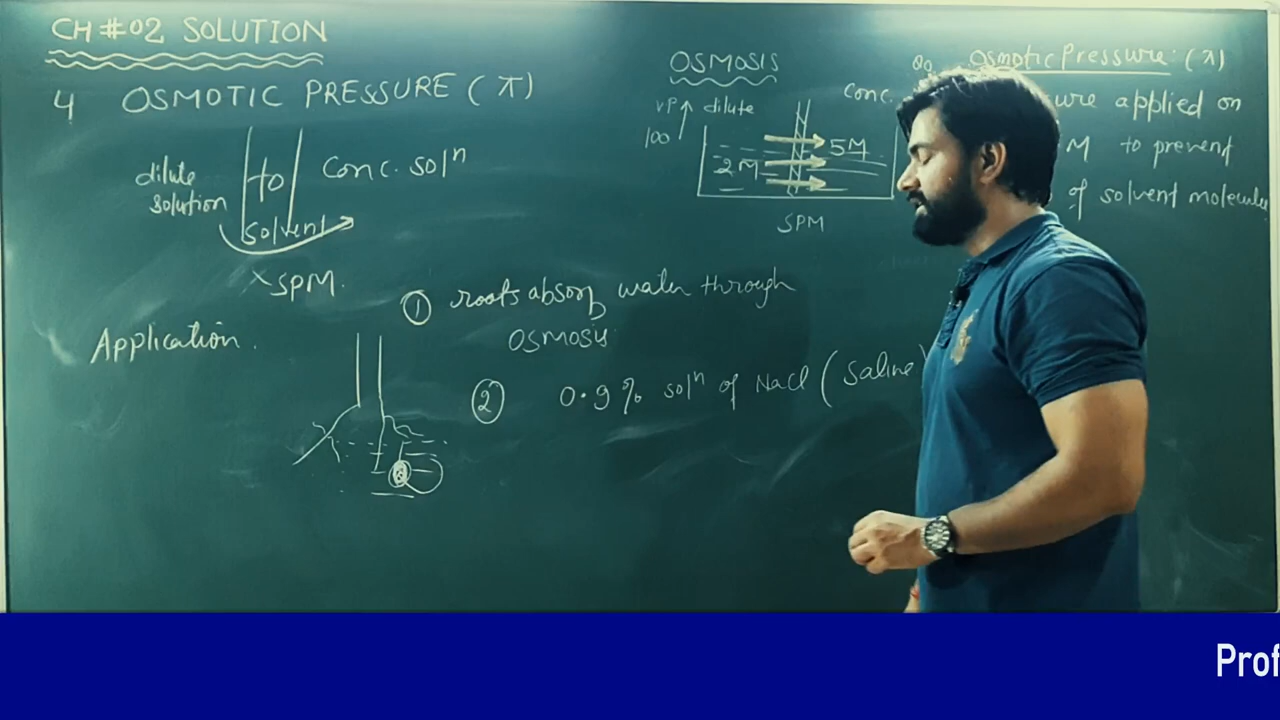 CH #02 SOLUTION
4 OSMOTIC PRESSURE (π)
dilute solution
to solvent
Conc. solⁿ
SPM.
OSMOSIS
VP↑ dilute
conc.
100
2M
5M
SPM
Osmotic Pressure: (π)
ure applied on
M to prevent
of solvent molecules
Application.
① roots absorb water through
osmosis
② 0.9% solⁿ of NaCl (saline
Prof